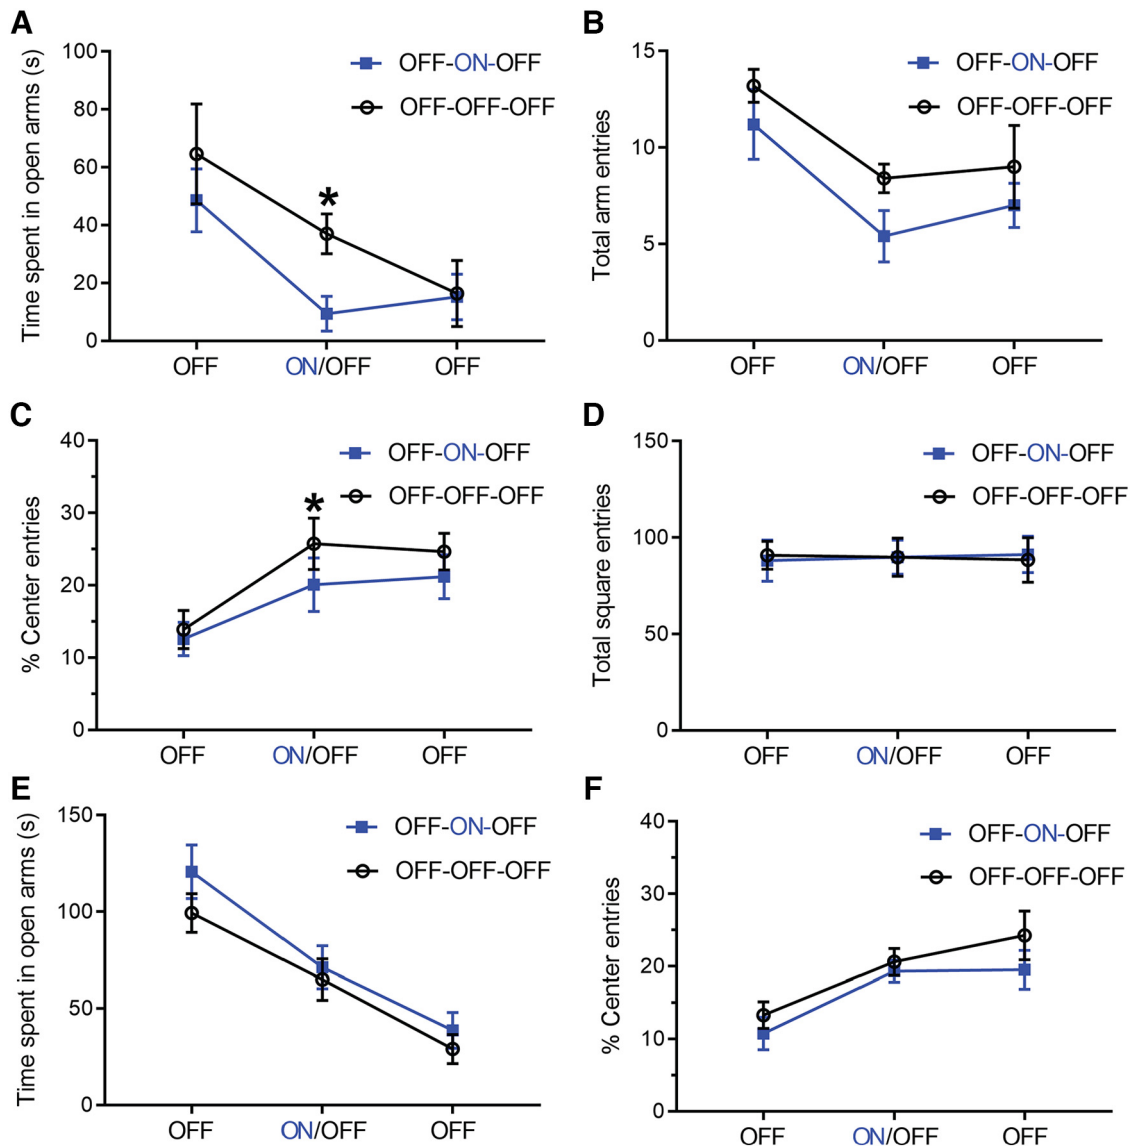 A
Time spent in open arms (s)
100
80
60
40
20
0
OFF-ON-OFF
OFF-OFF-OFF
*
OFF ON/OFF OFF
B
Total arm entries
15
10
5
0
OFF-ON-OFF
OFF-OFF-OFF
OFF ON/OFF OFF
C
% Center entries
40
30
20
10
0
OFF-ON-OFF
OFF-OFF-OFF
*
OFF ON/OFF OFF
D
Total square entries
150
100
50
0
OFF-ON-OFF
OFF-OFF-OFF
OFF ON/OFF OFF
E
Time spent in open arms (s)
150
100
50
0
OFF-ON-OFF
OFF-OFF-OFF
OFF ON/OFF OFF
F
% Center entries
40
30
20
10
0
OFF-ON-OFF
OFF-OFF-OFF
OFF ON/OFF OFF